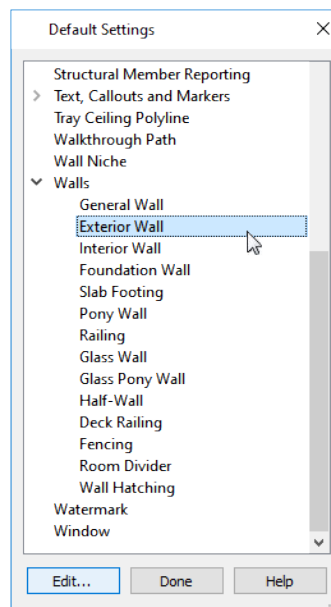 Default Settings
Structural Member Reporting
Text, Callouts and Markers
Tray Ceiling Polyline
Walkthrough Path
Wall Niche
Walls
General Wall
Exterior Wall
Interior Wall
Foundation Wall
Slab Footing
Pony Wall
Railing
Glass Wall
Glass Pony Wall
Half-Wall
Deck Railing
Fencing
Room Divider
Wall Hatching
Watermark
Window
Edit... Done Help